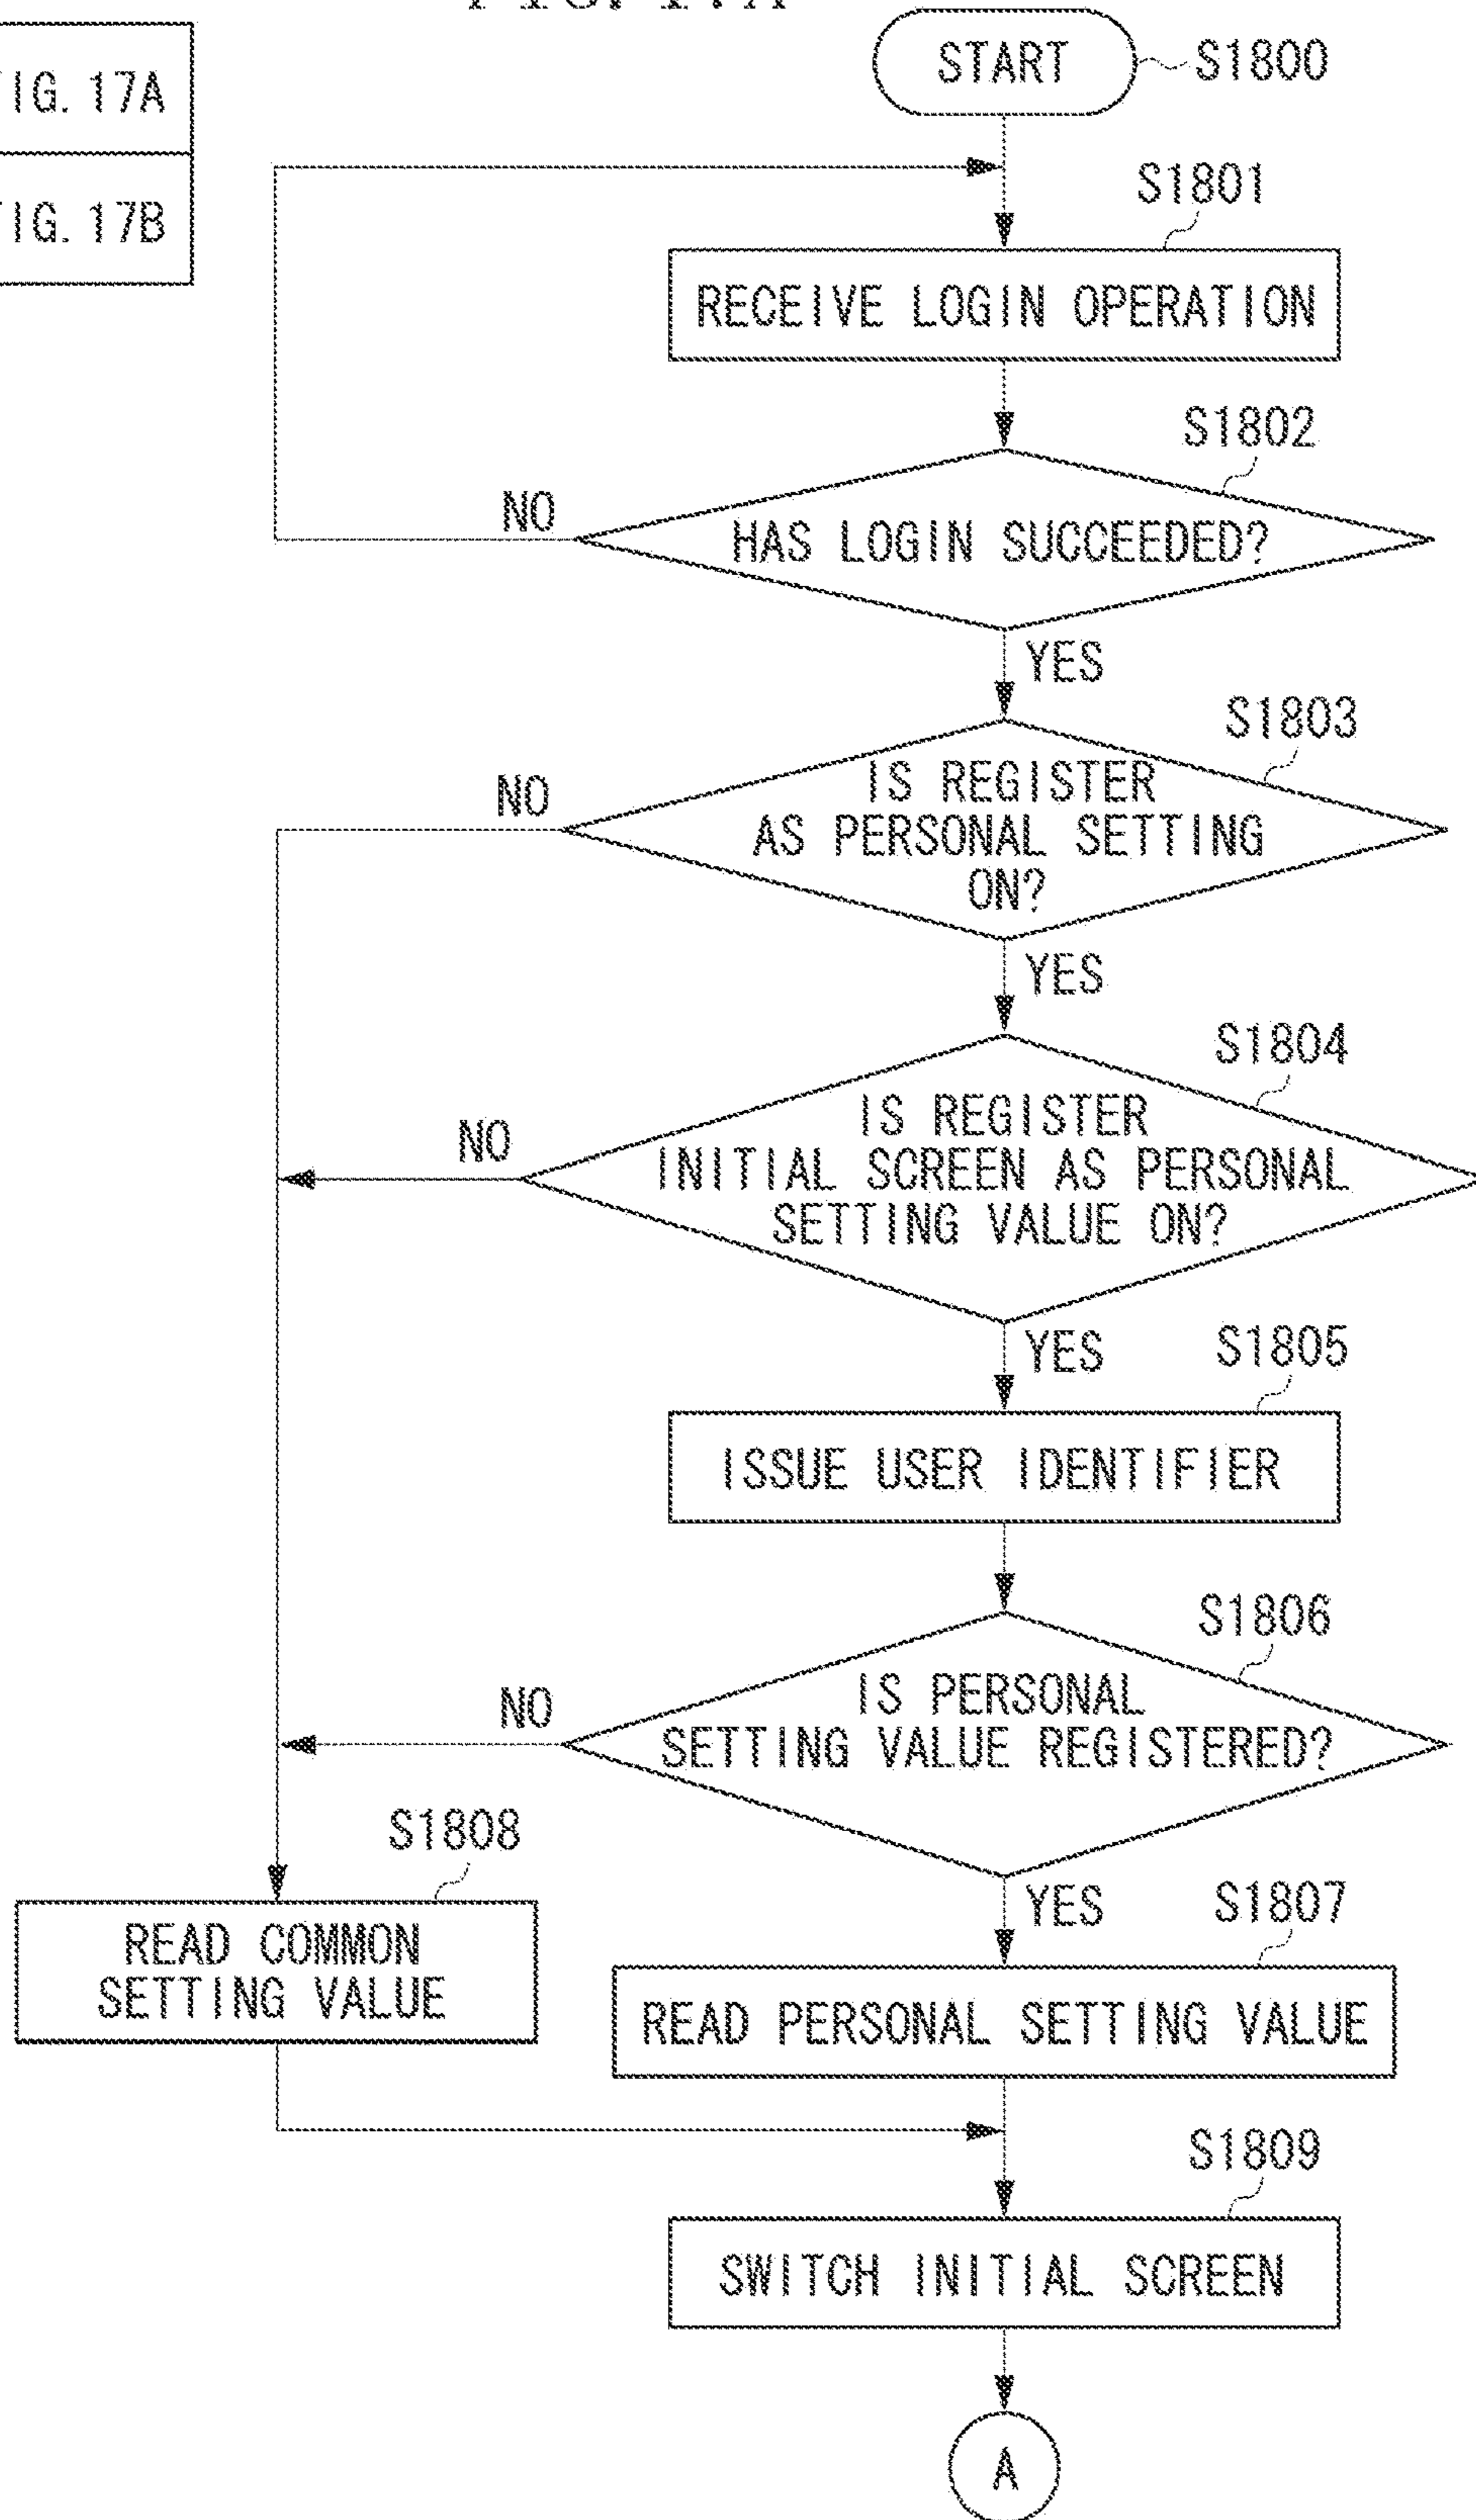 IG. 17A
IG. 17B
START
S1800
S1801
RECEIVE LOGIN OPERATION
S1802
HAS LOGIN SUCCEEDED?
NO
YES
S1803
IS REGISTER
AS PERSONAL SETTING
ON?
NO
YES
S1804
IS REGISTER
INITIAL SCREEN AS PERSONAL
SETTING VALUE ON?
NO
YES
S1805
ISSUE USER IDENTIFIER
S1806
IS PERSONAL
SETTING VALUE REGISTERED?
NO
YES
S1808
READ COMMON
SETTING VALUE
S1807
READ PERSONAL SETTING VALUE
S1809
SWITCH INITIAL SCREEN
A